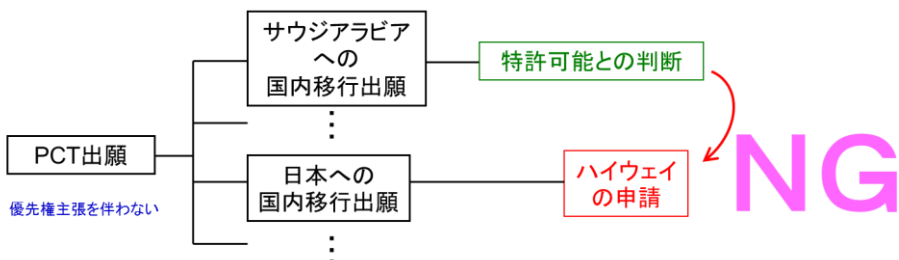 サウジアラビア
への
国内移行出願
特許可能との判断
PCT出願
優先権主張を伴わない
日本への
国内移行出願
ハイウェイ
の申請
NG